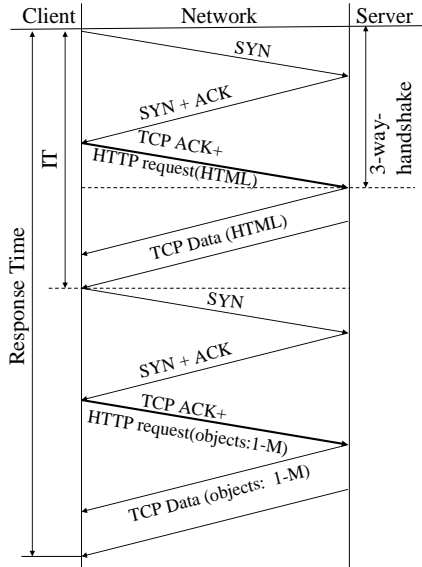 Client Network Server
SYN
SYN + ACK
TCP ACK+
HTTP request(HTML)
3-way-
handshake
IT
TCP Data (HTML)
Response Time
SYN
SYN + ACK
TCP ACK+
HTTP request(objects:1-M)
TCP Data (objects: 1-M)